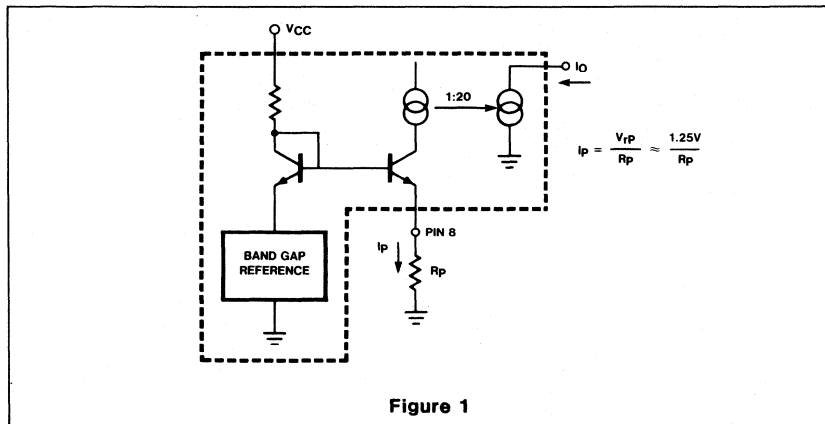 VCC
IO
1:20
IP = VrP / RP ≈ 1.25V / RP
PIN 8
IP
RP
BAND GAP
REFERENCE
Figure 1